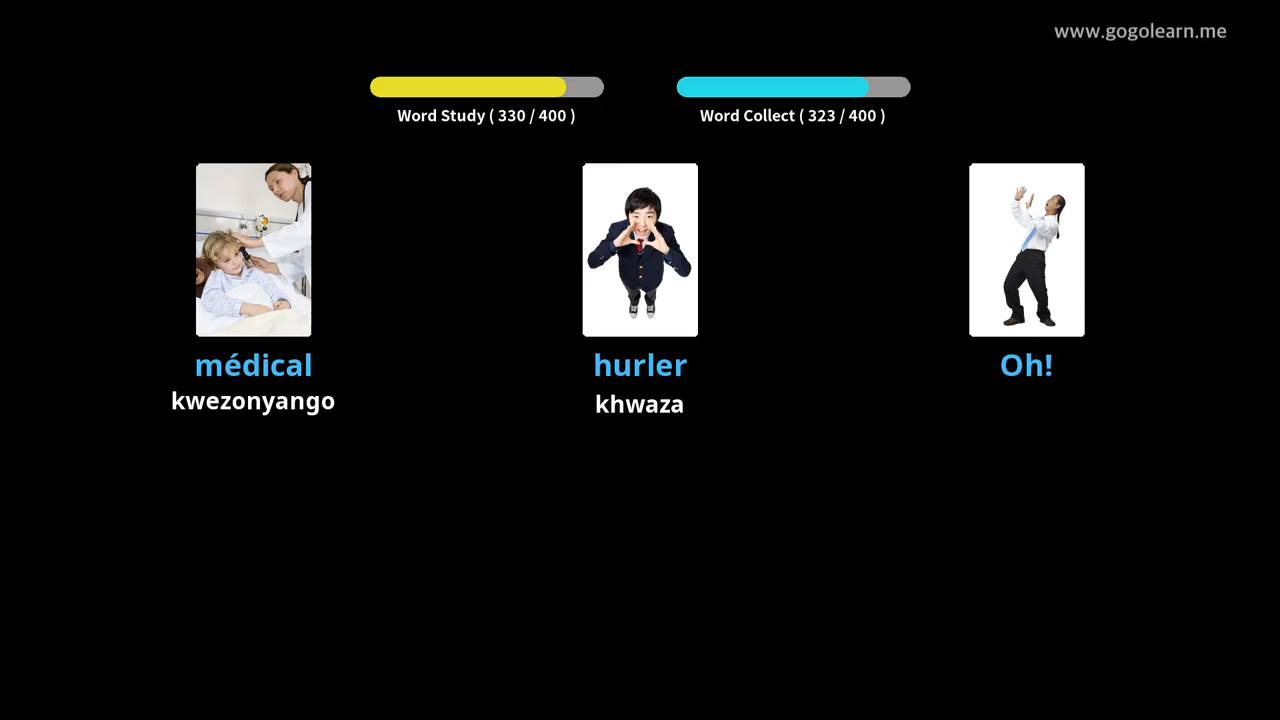 www.gogolearn.me
Word Study ( 330 / 400 )
Word Collect ( 323 / 400 )
médical
kwezonyango
hurler
khwaza
Oh!